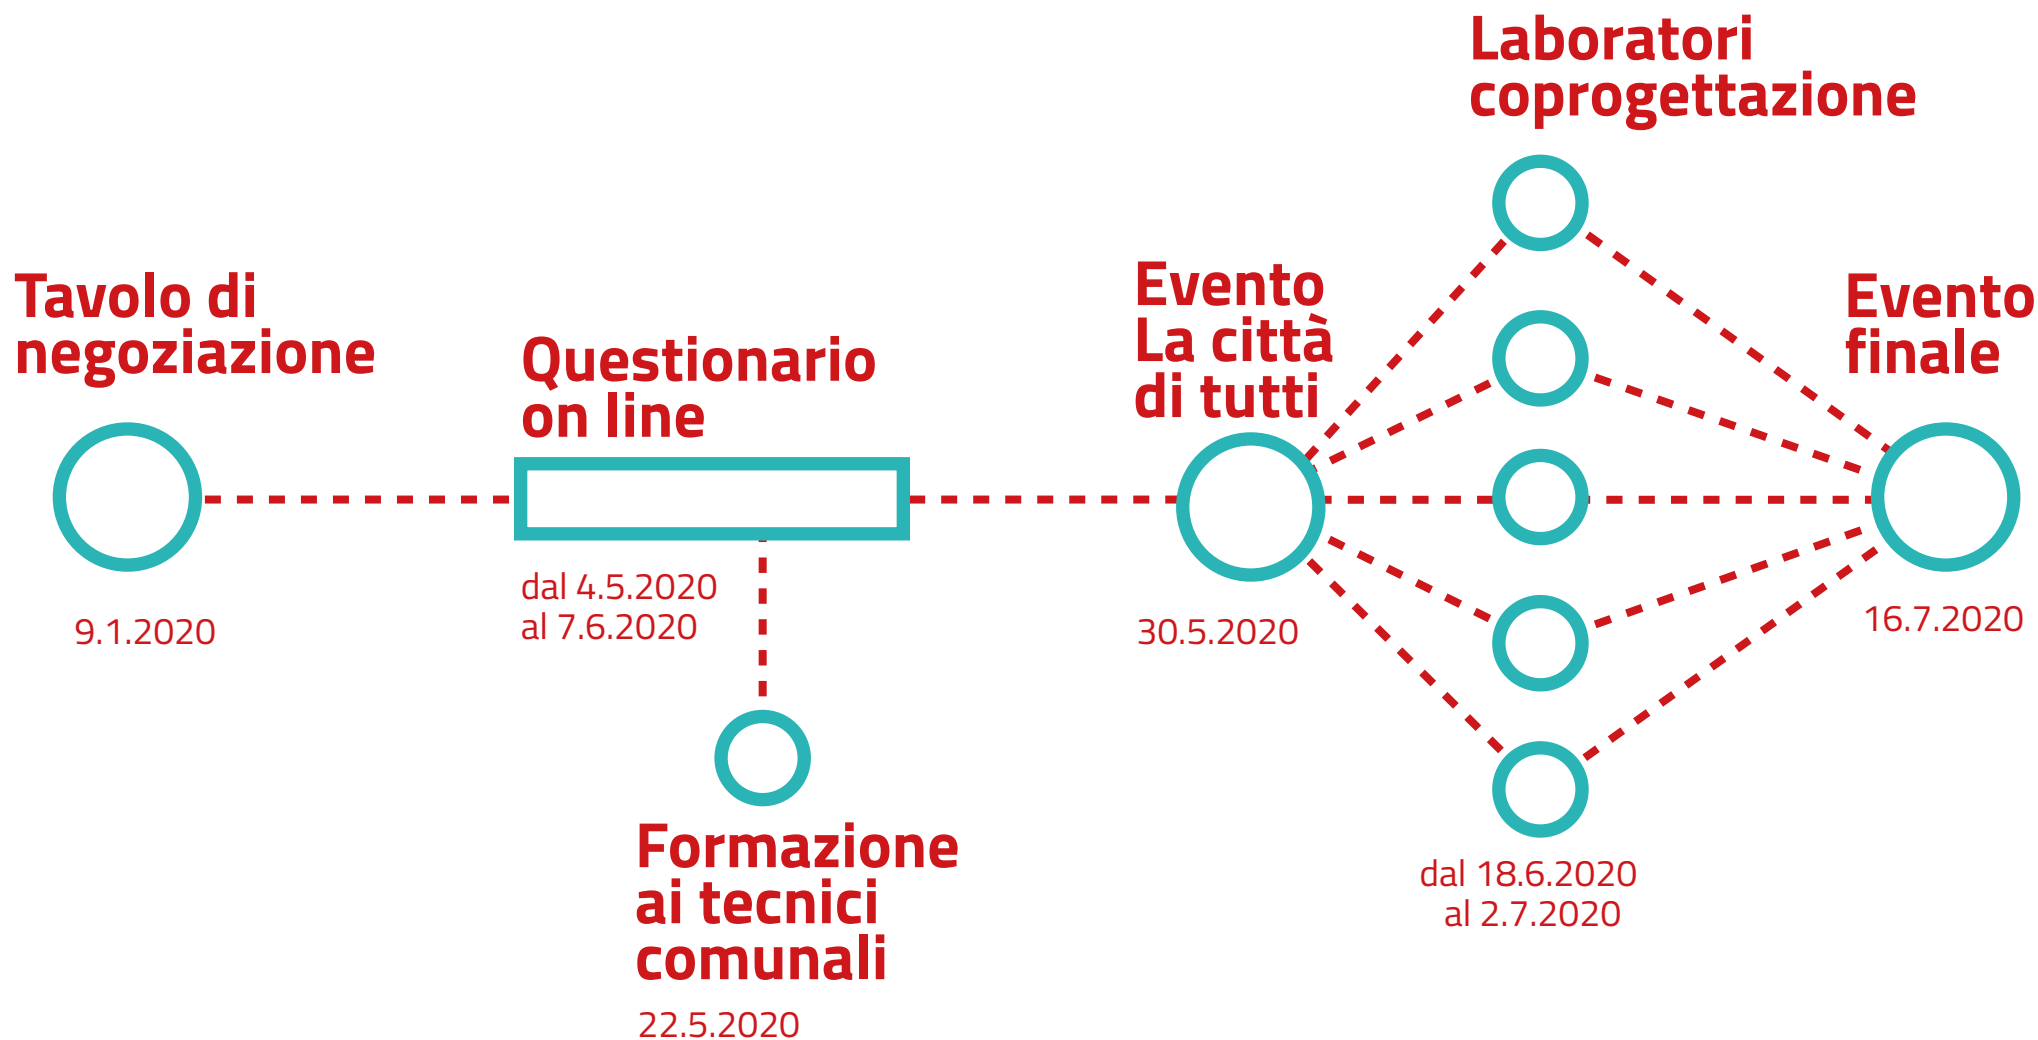 Tavolo di
negoziazione
9.1.2020
Questionario
on line
dal 4.5.2020
al 7.6.2020
Formazione
ai tecnici
comunali
22.5.2020
Evento
La città
di tutti
30.5.2020
Laboratori
coprogettazione
dal 18.6.2020
al 2.7.2020
Evento
finale
16.7.2020